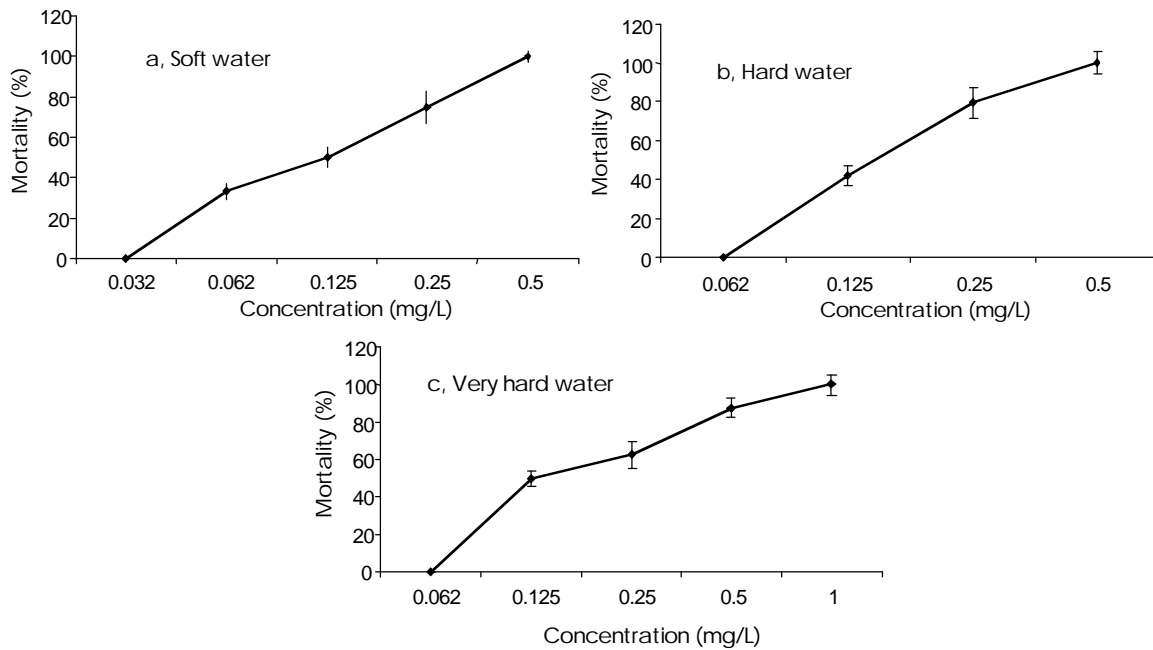 120
100
80
60
40
20
0
Mortality (%)
a, Soft water
0.032 0.062 0.125 0.25 0.5
Concentration (mg/L)
120
100
80
60
40
20
0
Mortality (%)
b, Hard water
0.062 0.125 0.25 0.5
Concentration (mg/L)
120
100
80
60
40
20
0
Mortality (%)
c, Very hard water
0.062 0.125 0.25 0.5 1
Concentration (mg/L)